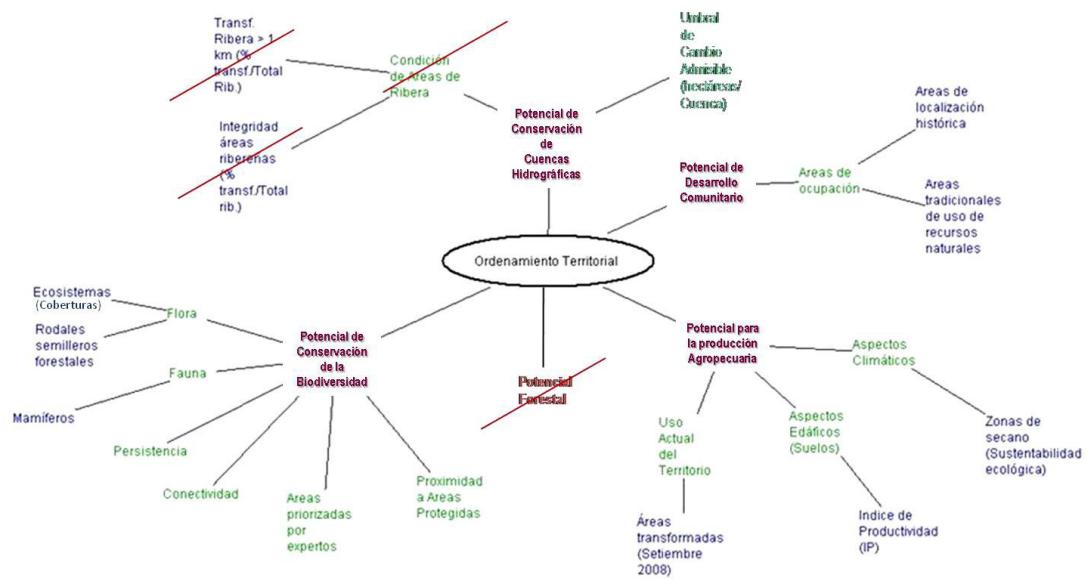 Transf.
Ribera > 1
km (%
transf./Total
Rib.)
Condición
de Areas de
Ribera
Integridad
áreas
ribereñas
(%
transf./Total
rib.)
Umbral
de
Cambio
Admisible
(hectáreas/
Cuenca)
Potencial de
Conservación
de
Cuencas
Hidrográficas
Potencial de
Desarrollo
Comunitario
Areas de
ocupación
Areas de
localización
histórica
Areas
tradicionales
de uso de
recursos
naturales
Ordenamiento Territorial
Ecosistemas
(Coberturas)
Flora
Rodales
semilleros
forestales
Fauna
Mamíferos
Potencial de
Conservación
de la
Biodiversidad
Persistencia
Conectividad
Areas
priorizadas
por
expertos
Proximidad
a Areas
Protegidas
Potencial
Forestal
Potencial para
la producción
Agropecuaria
Aspectos
Climáticos
Zonas de
secano
(Sustentabilidad
ecológica)
Aspectos
Edáficos
(Suelos)
Indice de
Productividad
(IP)
Uso
Actual
del
Territorio
Áreas
transformadas
(Setiembre
2008)